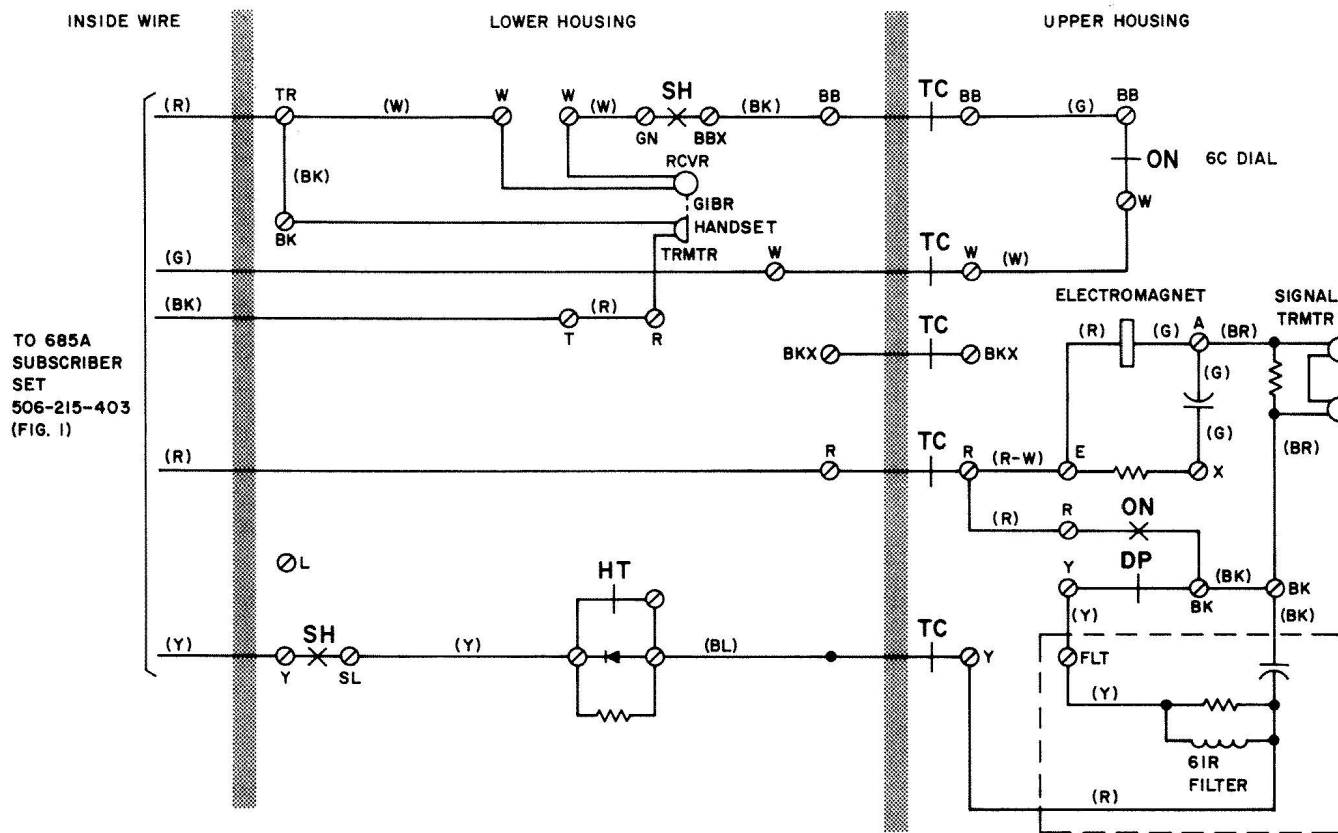 INSIDE WIRE
LOWER HOUSING
UPPER HOUSING
(R)
TR
(W)
W
W
(W)
SH
GN
BBX
(BK)
BB
TC
BB
(G)
BB
RCVR
(BK)
GIBR
HANDSET
BK
TRMTR
ON
6C DIAL
W
(G)
W
TC
W
(W)
(BK)
T
(R)
R
TO 685A
SUBSCRIBER
SET
506-215-403
(FIG. 1)
BKX
TC
BKX
ELECTROMAGNET
SIGNAL
TRMTR
(R)
(G)
A
(BR)
(G)
(G)
(BR)
(R)
R
TC
R
(R-W)
E
X
(R)
R
ON
L
HT
Y
DP
BK
(BK)
BK
(Y)
(BK)
(Y)
Y
SH
SL
(Y)
(BL)
TC
Y
FLT
(Y)
61R
FILTER
(R)